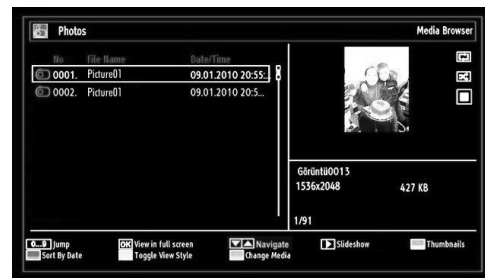 Photos Media Browser
No File Name Date/Time
0001. Picture01 09.01.2010 20:55:..
0002. Picture01 09.01.2010 20:5...
Görüntü0013
1536x2048 427 KB
1/91
0...9 Jump OK View in full screen Navigate Slideshow Thumbnails
Sort By Date Toggle View Style Change Media